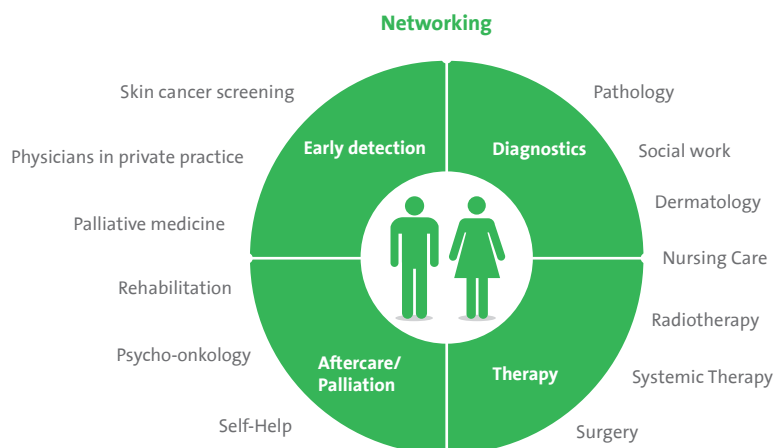 Networking
Skin cancer screening
Pathology
Physicians in private practice
Early detection
Diagnostics
Social work
Palliative medicine
Dermatology
Nursing Care
Rehabilitation
Radiotherapy
Psycho-onkology
Aftercare/
Palliation
Therapy
Systemic Therapy
Self-Help
Surgery